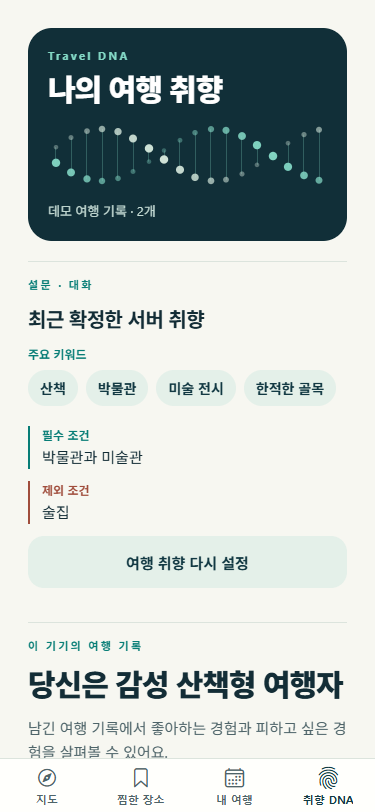 Travel DNA
나의 여행 취향
데모 여행 기록 · 2개
설문 · 대화
최근 확정한 서버 취향
주요 키워드
산책 박물관 미술 전시 한적한 골목
필수 조건
박물관과 미술관
제외 조건
술집
여행 취향 다시 설정
이 기기의 여행 기록
당신은 감성 산책형 여행자
남긴 여행 기록에서 좋아하는 경험과 피하고 싶은 경
험을 살펴볼 수 있어요.
지도 찜한 장소 내 여행 취향 DNA